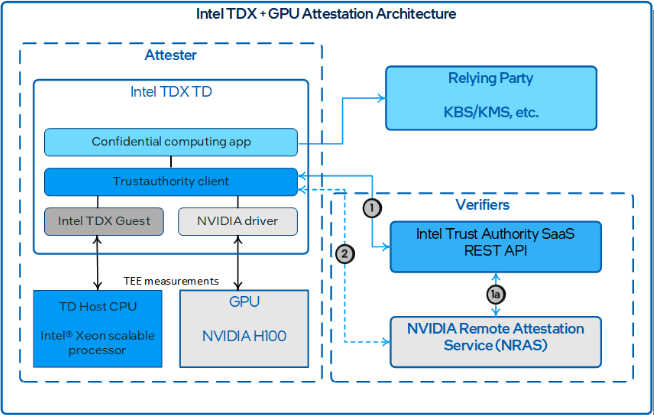 Intel TDX + GPU Attestation Architecture
Attester
Intel TDX TD
Confidential computing app
Trustauthority client
Intel TDX Guest
NVIDIA driver
TEE measurements
TD Host CPU
Intel® Xeon scalable
processor
GPU
NVIDIA H100
Relying Party
KBS/KMS, etc.
1
2
Verifiers
Intel Trust Authority SaaS
REST API
1a
NVIDIA Remote Attestation
Service (NRAS)